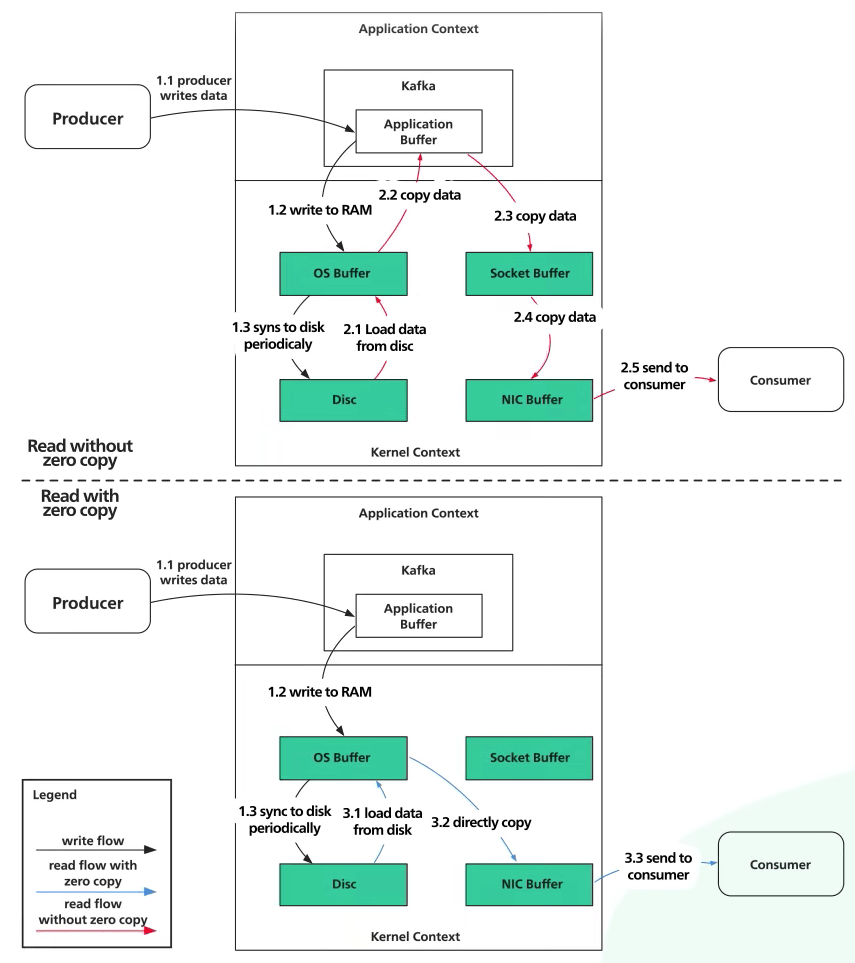 Application Context
Kafka
Application
Buffer
Producer
1.1 producer
writes data
1.2 write to RAM
2.2 copy data
2.3 copy data
OS Buffer
Socket Buffer
1.3 syns to disk
periodicaly
2.1 Load data
from disc
2.4 copy data
Disc
NIC Buffer
2.5 send to
consumer
Consumer
Kernel Context
Read without
zero copy
Read with
zero copy
Application Context
Kafka
Application
Buffer
Producer
1.1 producer
writes data
1.2 write to RAM
OS Buffer
Socket Buffer
1.3 sync to disk
periodically
3.1 load data
from disk
3.2 directly copy
Disc
NIC Buffer
3.3 send to
consumer
Consumer
Kernel Context
Legend
write flow
read flow with
zero copy
read flow
without zero copy